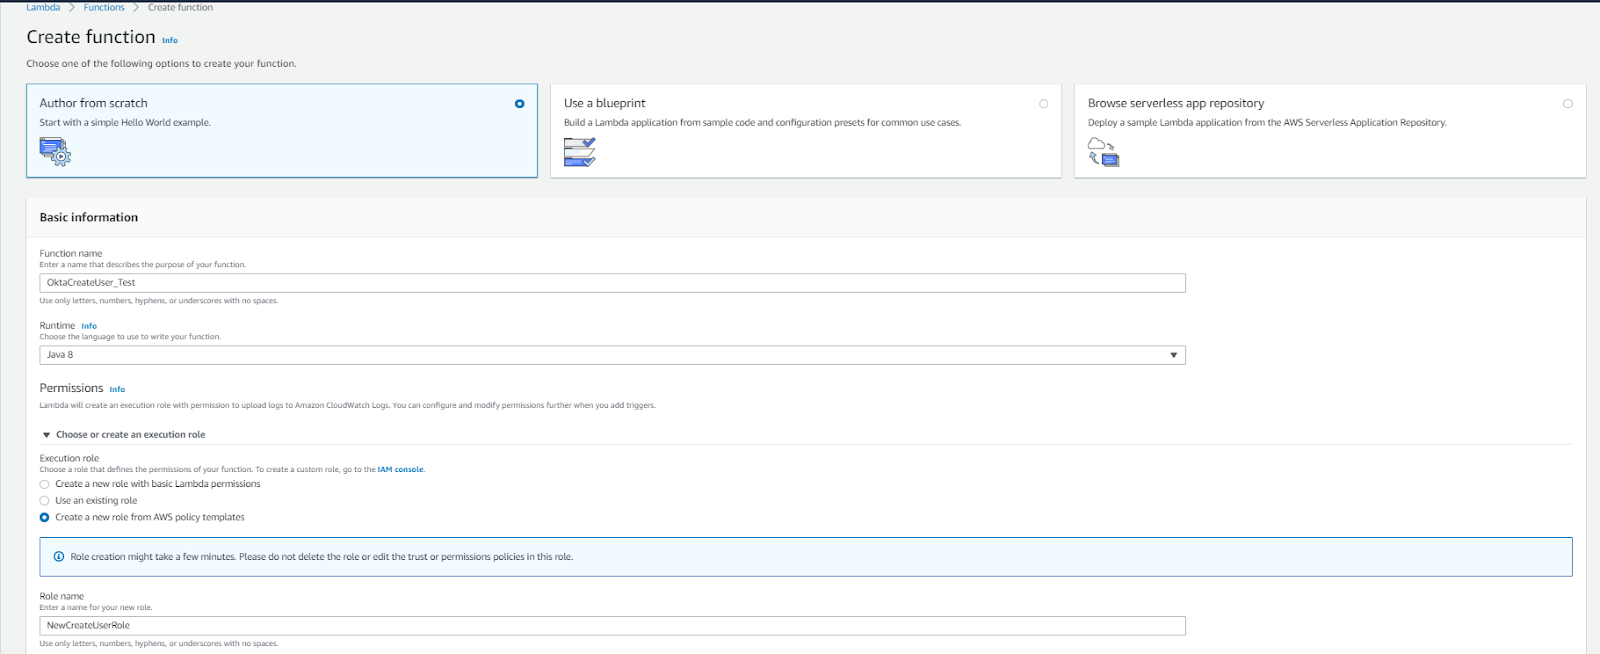 Lambda > Functions > Create function
Create function Info
Choose one of the following options to create your function.
Author from scratch
Start with a simple Hello World example.
Use a blueprint
Build a Lambda application from sample code and configuration presets for common use cases.
Browse serverless app repository
Deploy a sample Lambda application from the AWS Serverless Application Repository.
Basic information
Function name
Enter a name that describes the purpose of your function.
OktaCreateUser_Test
Use only letters, numbers, hyphens, or underscores with no spaces.
Runtime Info
Choose the language to use to write your function.
Java 8
Permissions Info
Lambda will create an execution role with permission to upload logs to Amazon CloudWatch Logs. You can configure and modify permissions further when you add triggers.
Choose or create an execution role
Execution role
Choose a role that defines the permissions of your function. To create a custom role, go to the IAM console.
Create a new role with basic Lambda permissions
Use an existing role
Create a new role from AWS policy templates
Role creation might take a few minutes. Please do not delete the role or edit the trust or permissions policies in this role.
Role name
Enter a name for your new role.
NewCreateUserRole
Use only letters, numbers, hyphens, or underscores with no spaces.